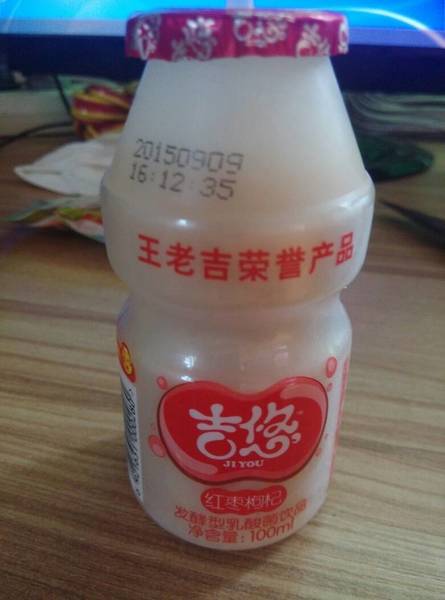 20150909
16:12:35
王老吉荣誉产品
吉悠
JI YOU
红枣枸杞
发酵型乳酸菌饮品
净含量:100ml